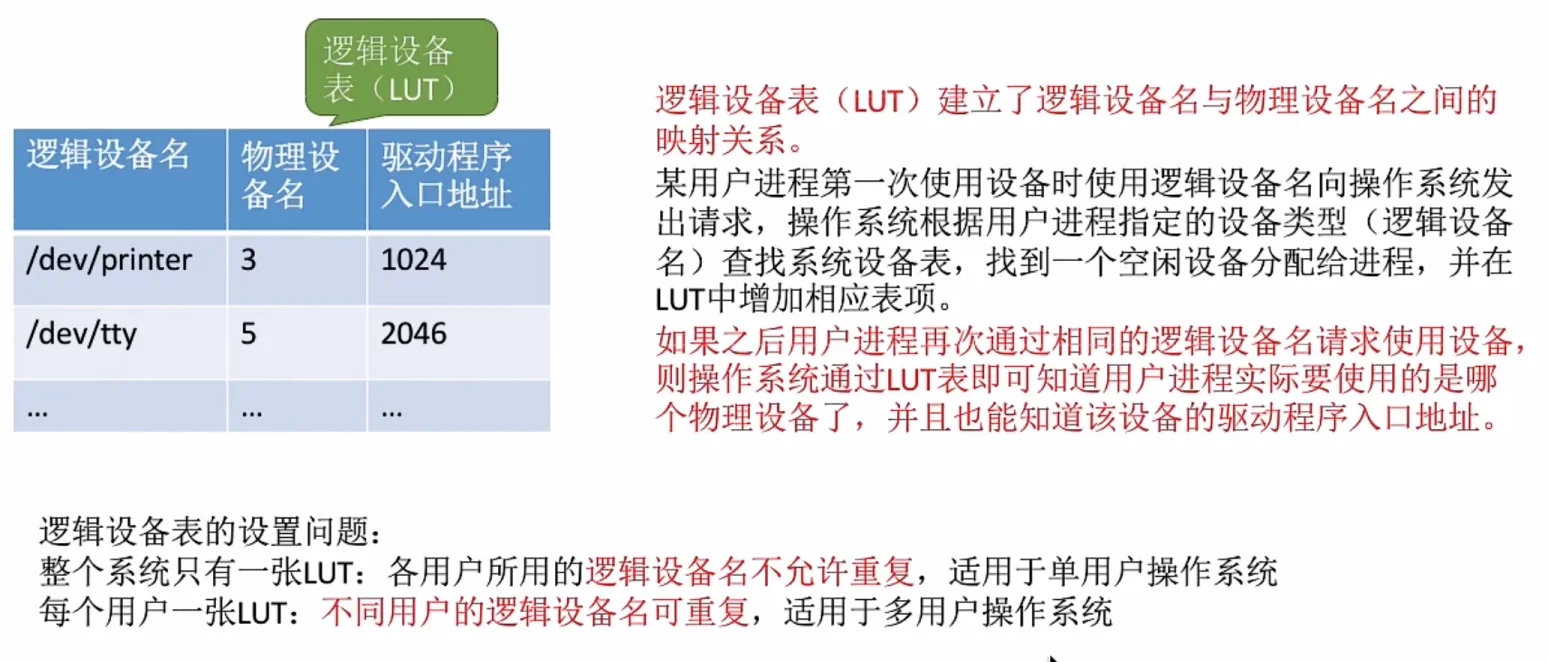 逻辑设备
表（LUT）
逻辑设备名
物理设
备名
驱动程序
入口地址
/dev/printer
3
1024
/dev/tty
5
2046
...
...
...
逻辑设备表（LUT）建立了逻辑设备名与物理设备名之间的
映射关系。
某用户进程第一次使用设备时使用逻辑设备名向操作系统发
出请求，操作系统根据用户进程指定的设备类型（逻辑设备
名）查找系统设备表，找到一个空闲设备分配给进程，并在
LUT中增加相应表项。
如果之后用户进程再次通过相同的逻辑设备名请求使用设备，
则操作系统通过LUT表即可知道用户进程实际要使用的是哪
个物理设备了，并且也能知道该设备的驱动程序入口地址。
逻辑设备表的设置问题：
整个系统只有一张LUT：各用户所用的逻辑设备名不允许重复，适用于单用户操作系统
每个用户一张LUT：不同用户的逻辑设备名可重复，适用于多用户操作系统